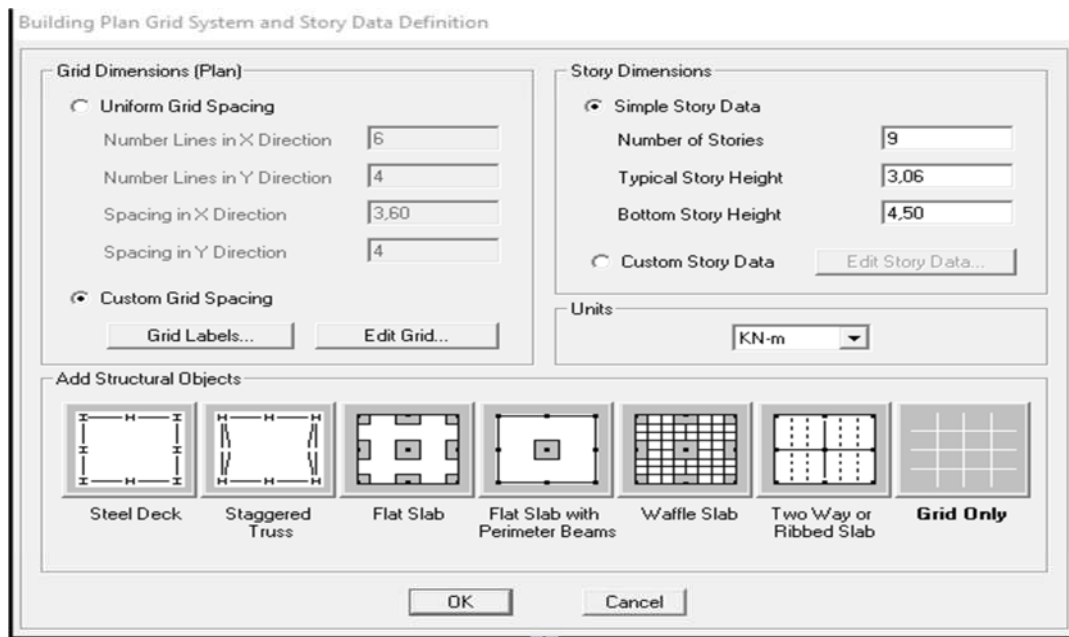 Building Plan Grid System and Story Data Definition
Grid Dimensions (Plan)
Uniform Grid Spacing
Number Lines in X Direction 6
Number Lines in Y Direction 4
Spacing in X Direction 3,60
Spacing in Y Direction 4
Custom Grid Spacing
Grid Labels... Edit Grid...
Story Dimensions
Simple Story Data
Number of Stories 9
Typical Story Height 3,06
Bottom Story Height 4,50
Custom Story Data Edit Story Data...
Units
KN-m
Add Structural Objects
Steel Deck
Staggered
Truss
Flat Slab
Flat Slab with
Perimeter Beams
Waffle Slab
Two Way or
Ribbed Slab
Grid Only
OK Cancel